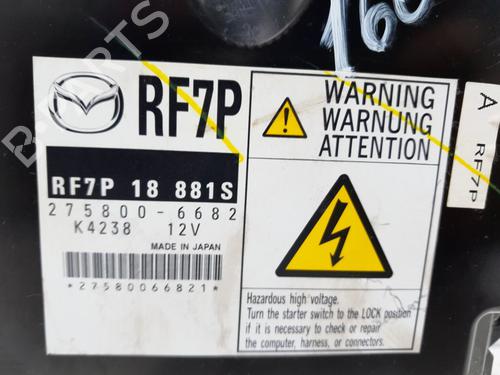 160
RF7P
WARNING
WARNUNG
ATTENTION
A RF7P
RF7P 18 881S
275800-6682
K4238 12V
MADE IN JAPAN
*27580066821*
Hazardous high voltage.
Turn the starter switch to the LOCK position
if it is necessary to check or repair
the computer, harness, or connectors.
B-PARTS